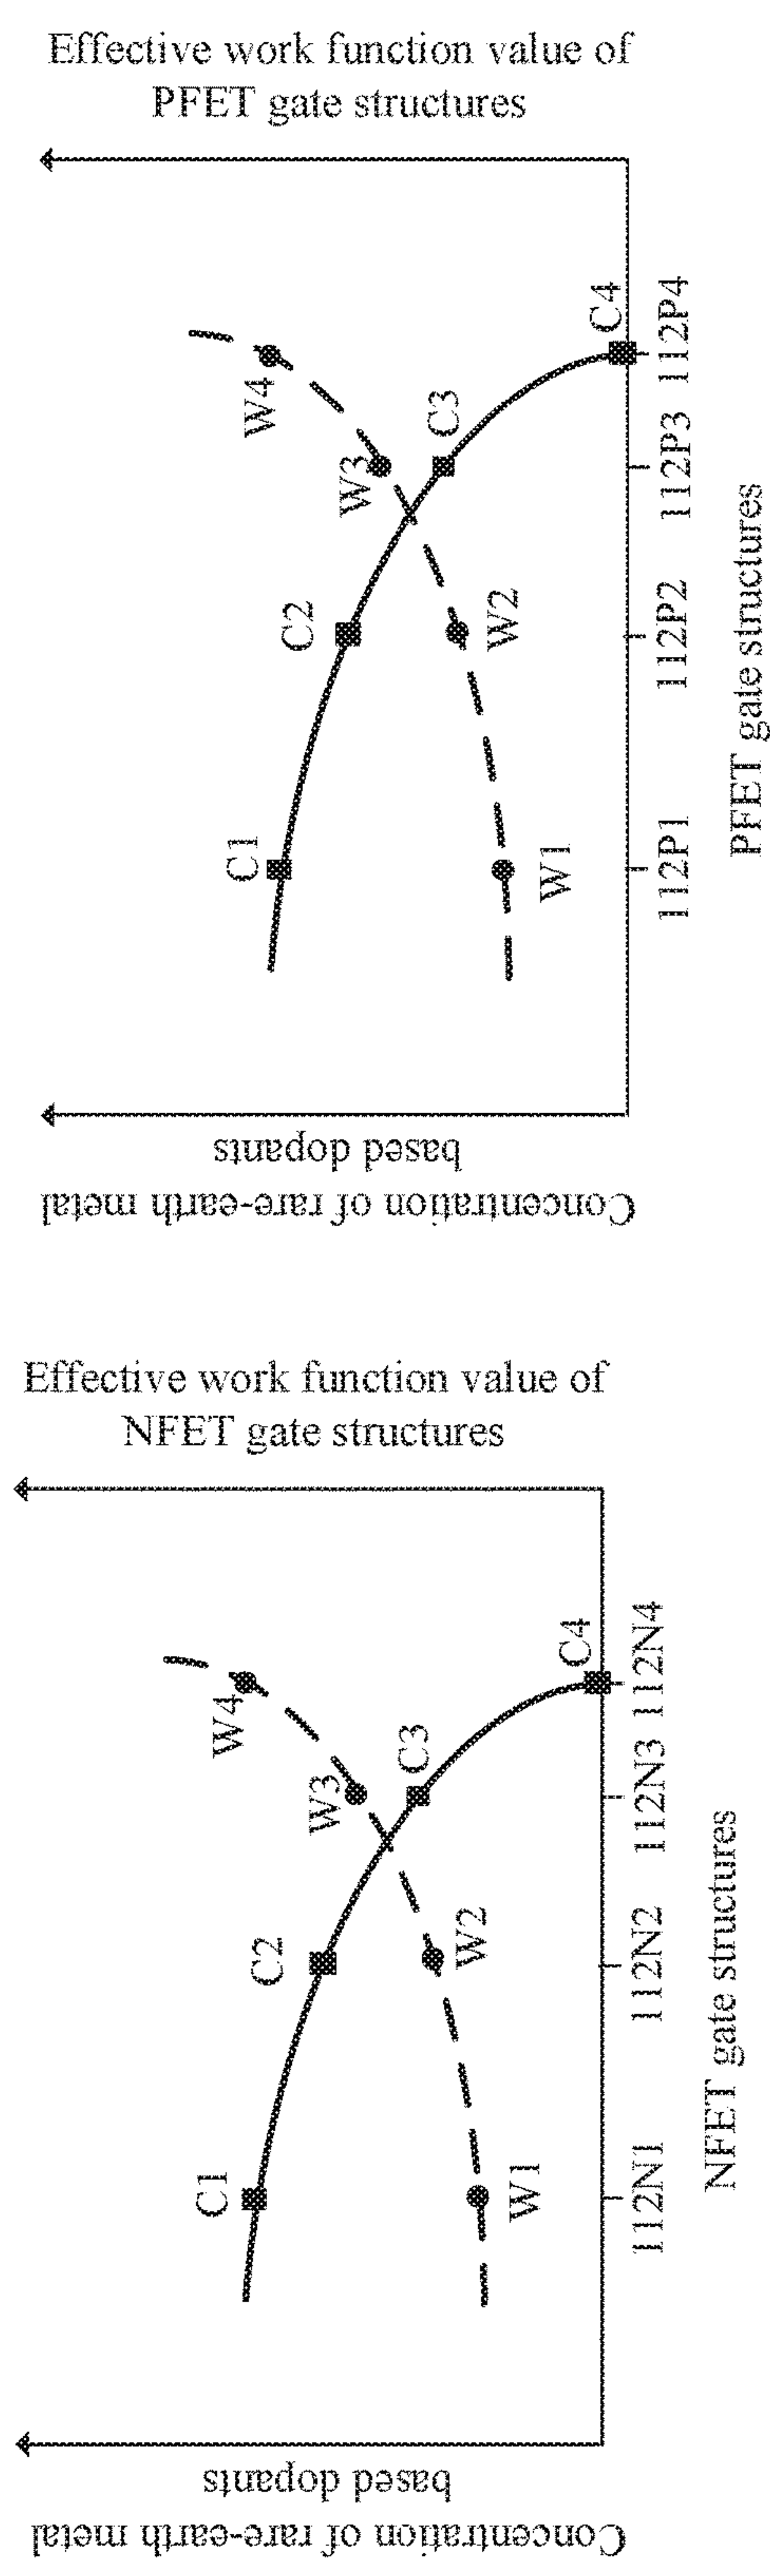 Effective work function value of
PFET gate structures
W4
W3
W2
W1
C4
C3
C2
C1
112P4
112P3
112P2
112P1
PFET gate structures
based dopants
Concentration of rare-earth metal
Effective work function value of
NFET gate structures
W4
W3
W2
W1
C4
C3
C2
C1
112N4
112N3
112N2
112N1
NFET gate structures
based dopants
Concentration of rare-earth metal